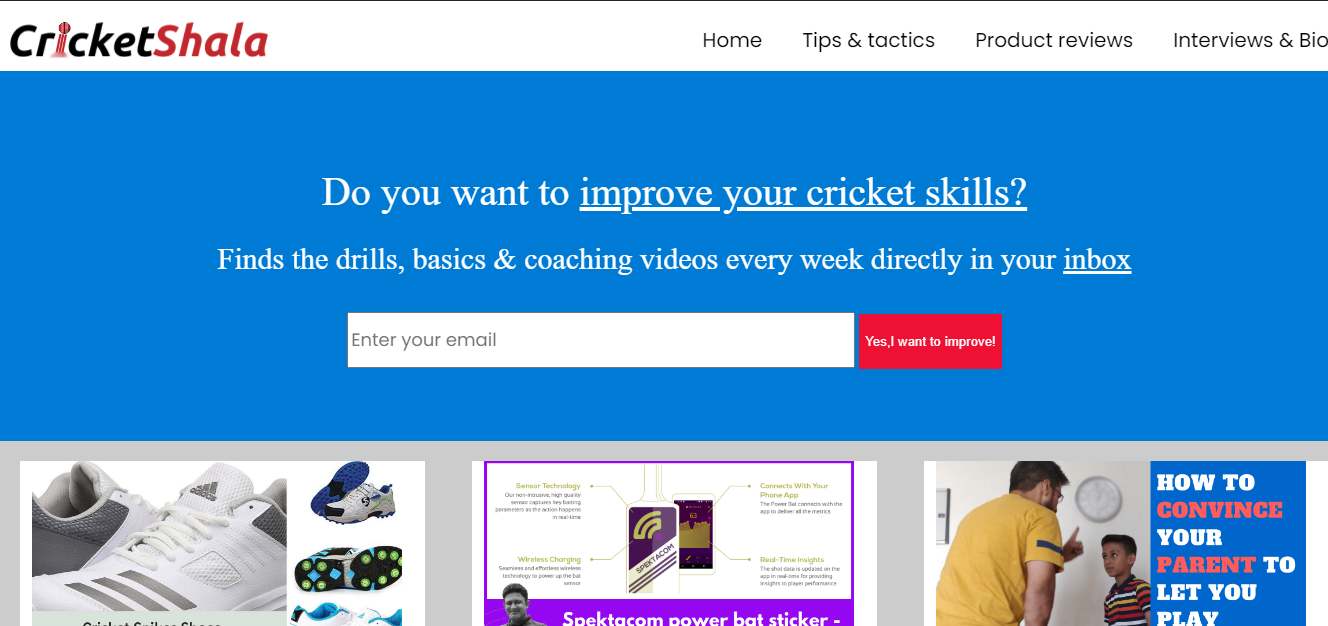 CricketShala
Home
Tips & tactics
Product reviews
Interviews & Bio
Do you want to improve your cricket skills?
Finds the drills, basics & coaching videos every week directly in your inbox
Enter your email
Yes,I want to improve!
Sensor Technology
Our non-inclusive, high quality
sensor captures key batting
parameters as the action happens
in real-time
Connects With Your
Phone App
The Power Bat connects with the
app to deliver all the metrics
63
SPEKTACOM
Wireless Charging
Seamless and effortless wireless
technology to power up the bat
sensor
Real-Time Insights
The shot data is updated on the
app in real-time for providing
insights in player performance
Spektacom power bat sticker -
HOW TO
CONVINCE
YOUR
PARENT TO
LET YOU
PLAY
Cricket Spikes Shoes